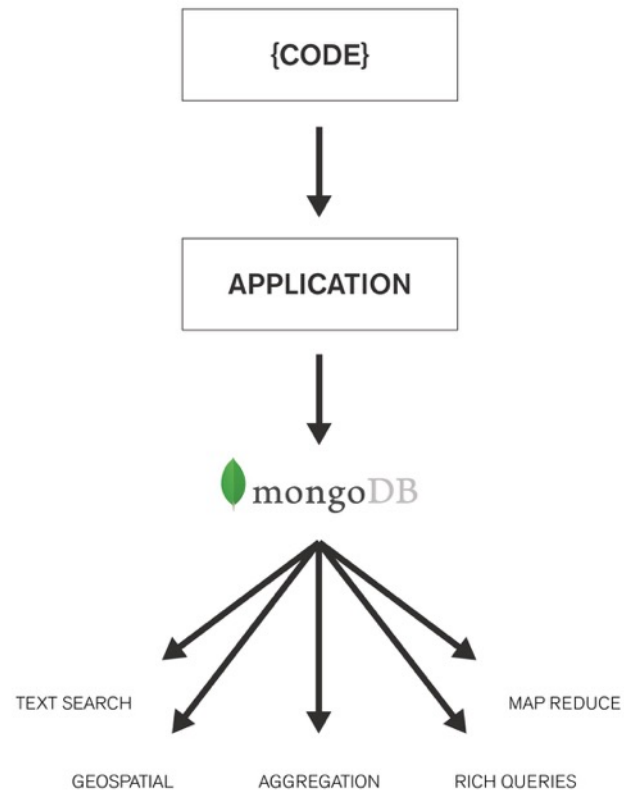 {CODE}
APPLICATION
mongoDB
TEXT SEARCH
MAP REDUCE
GEOSPATIAL
AGGREGATION
RICH QUERIES